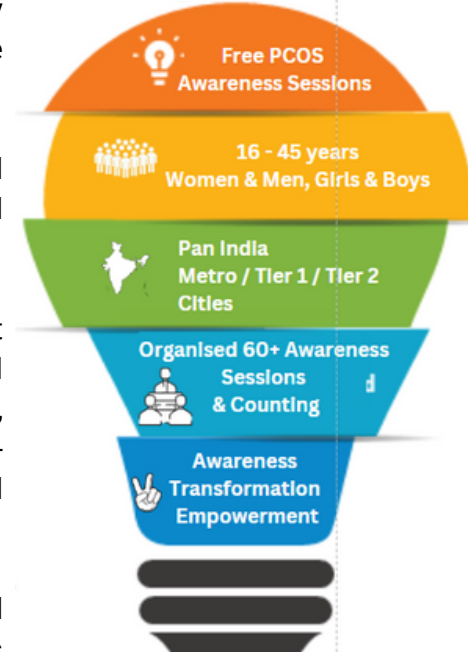 Free PCOS
Awareness Sessions
16 - 45 years
Women & Men, Girls & Boys
Pan India
Metro / Tier 1 / Tier 2
Cities
Organised 60+ Awareness
Sessions
& Counting
Awareness
Transformation
Empowerment